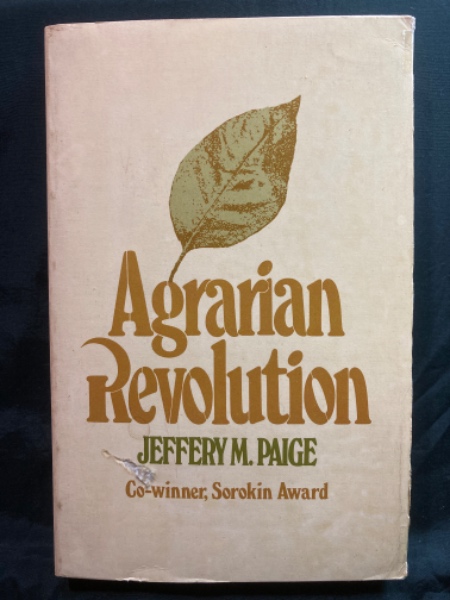 Agrarian
Revolution
JEFFERY M. PAIGE
Co-winner, Sorokin Award